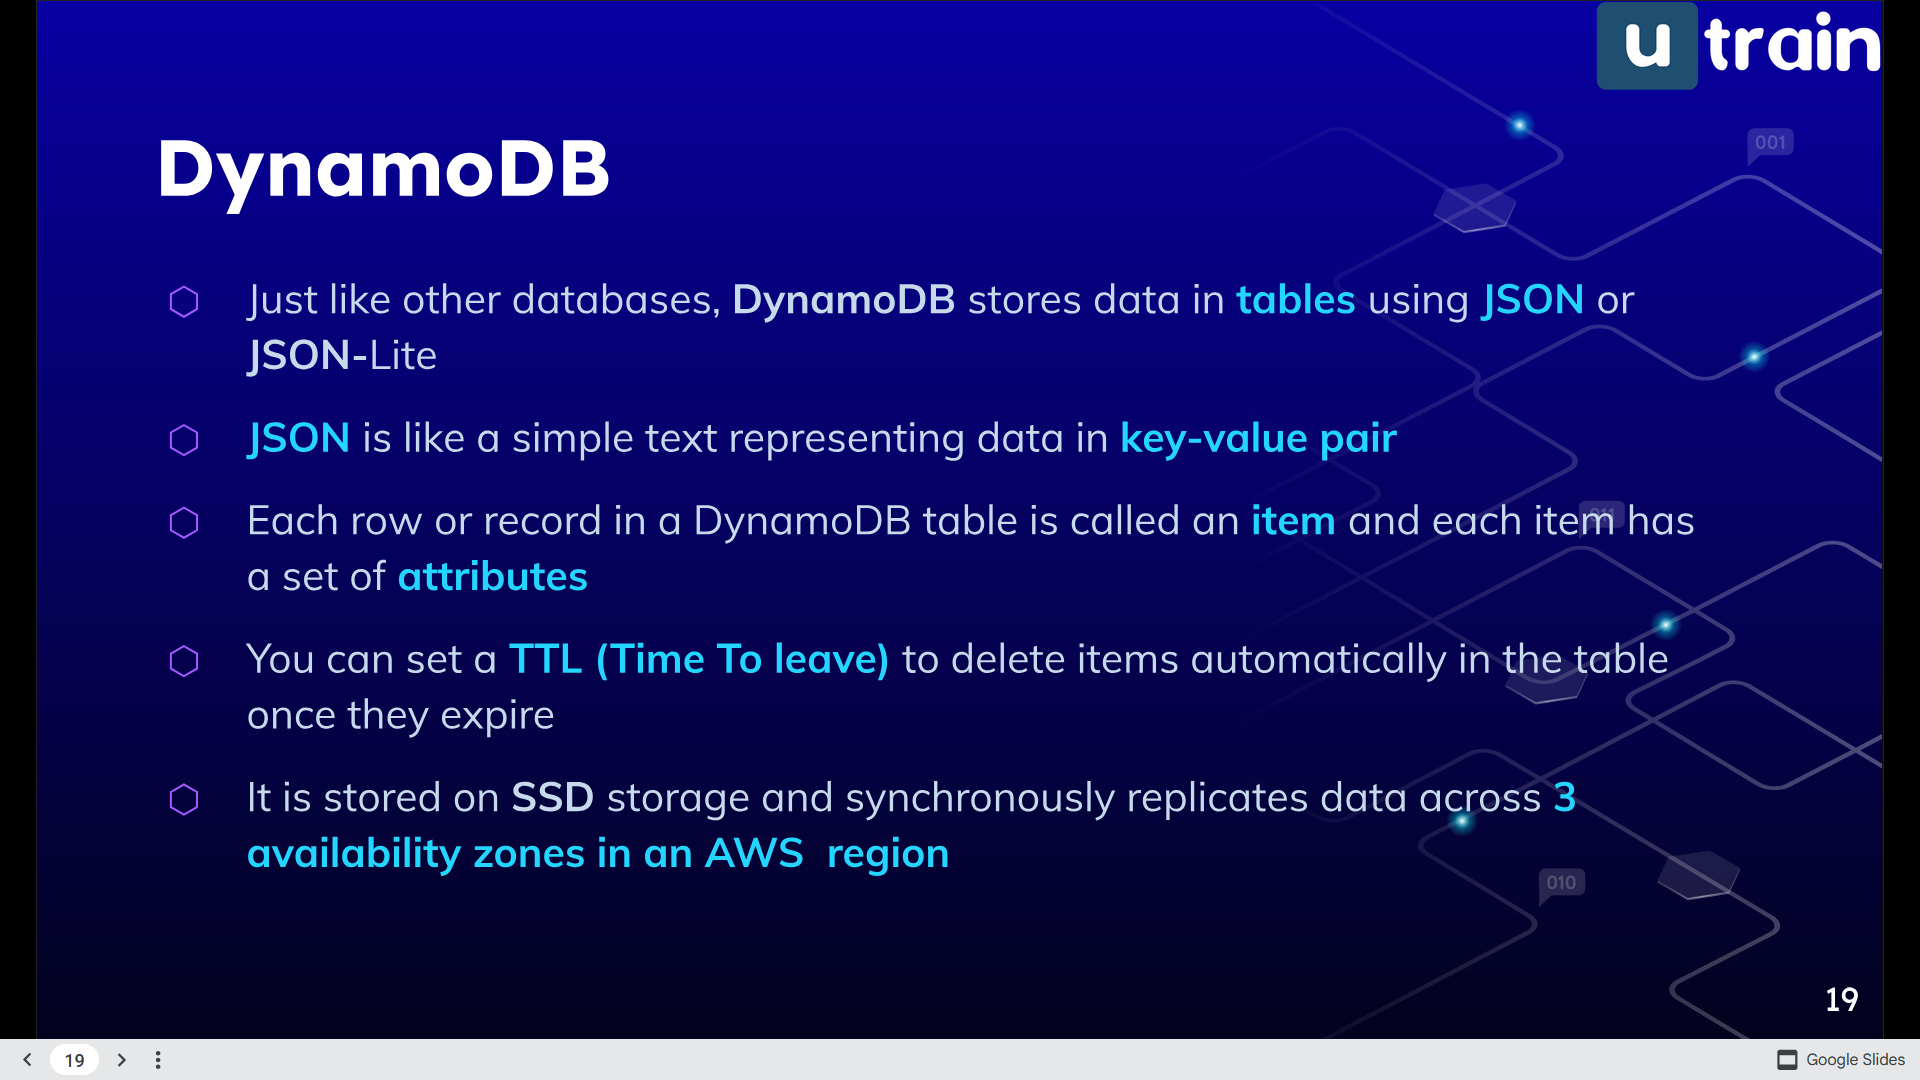 u train
001
DynamoDB
Just like other databases, DynamoDB stores data in tables using JSON or
JSON-Lite
JSON is like a simple text representing data in key-value pair
Each row or record in a DynamoDB table is called an item and each item has
a set of attributes
011
You can set a TTL (Time To leave) to delete items automatically in the table
once they expire
It is stored on SSD storage and synchronously replicates data across 3
availability zones in an AWS  region
010
19
19
Google Slides